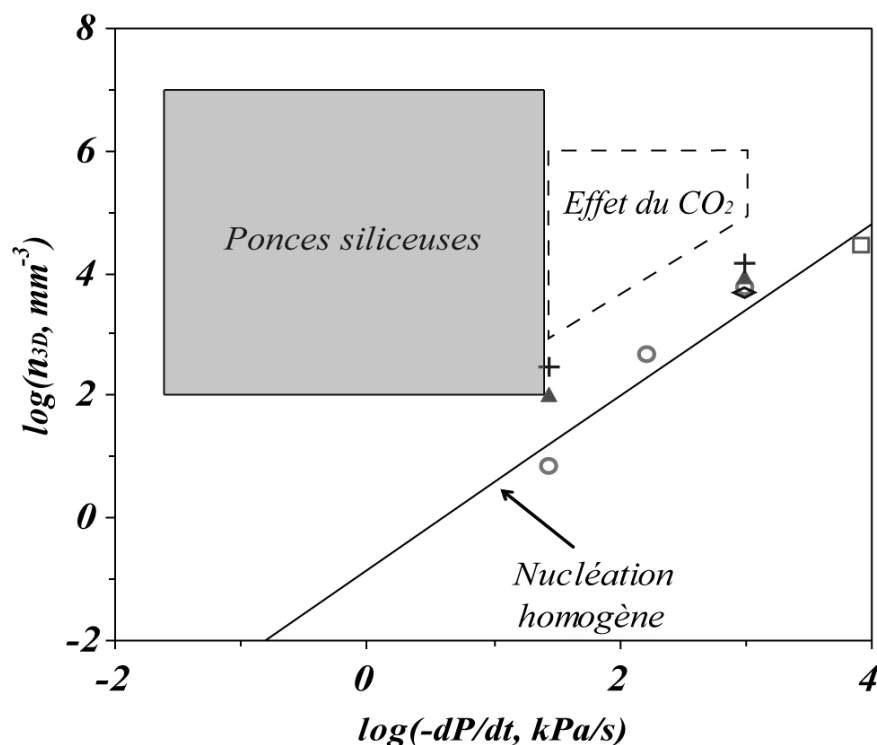 8
6
Effet du CO₂
Ponces siliceuses
4
log(n₃D, mm⁻³)
2
0
Nucléation
homogène
-2
-2
0
2
4
log(-dP/dt, kPa/s)